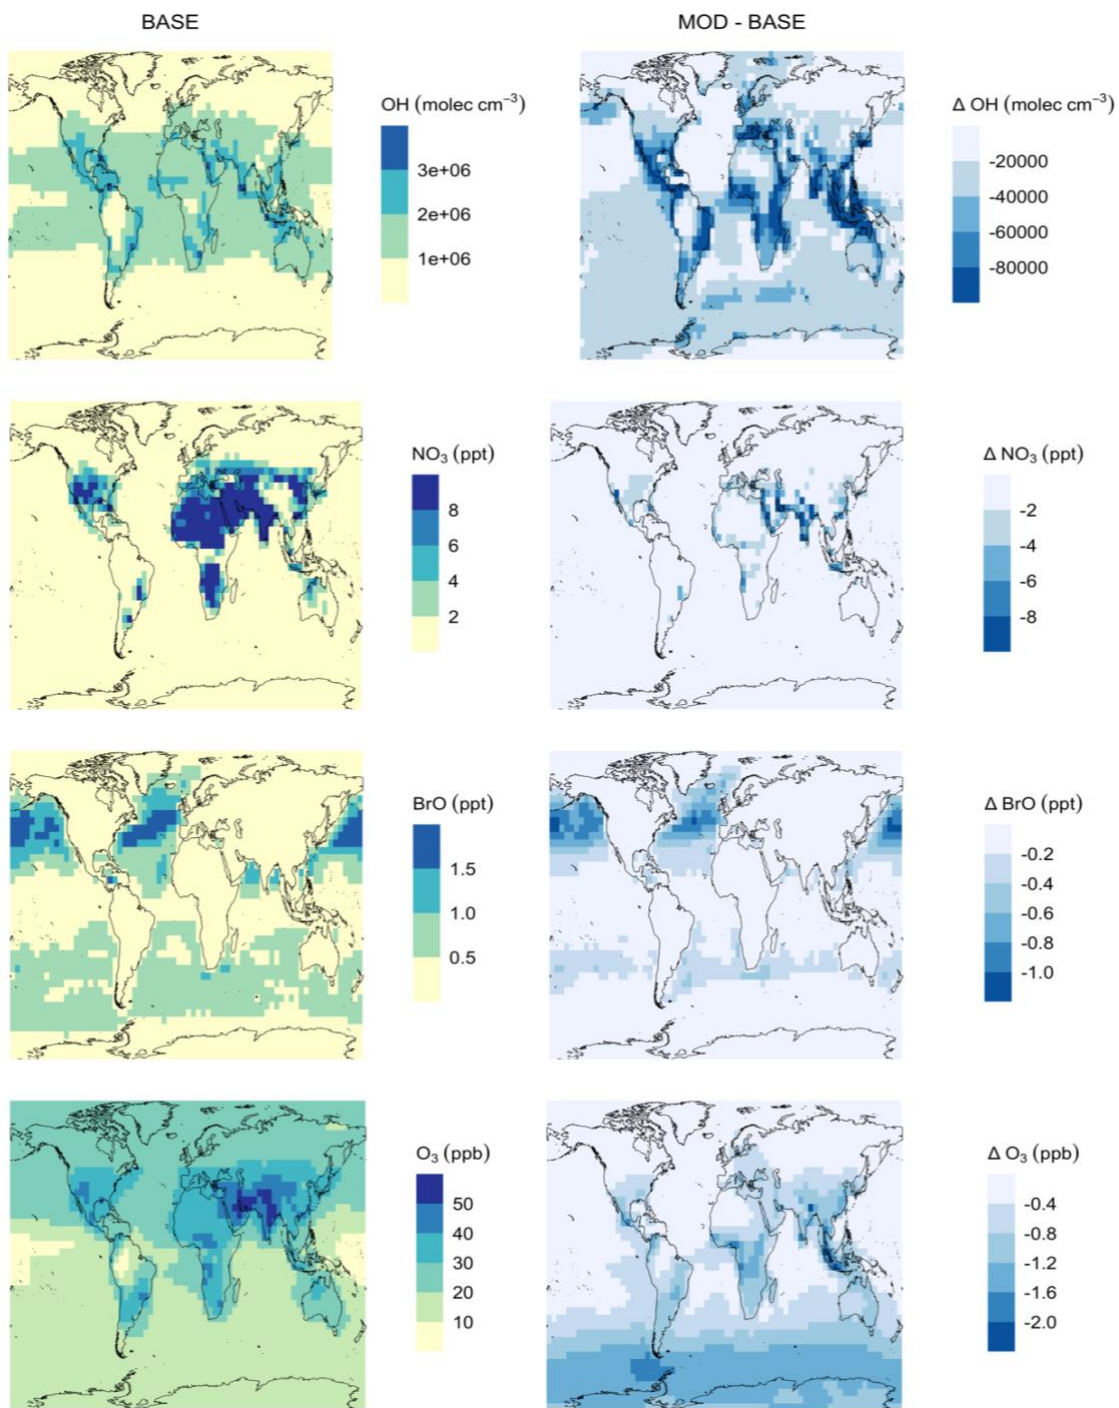 BASE MOD - BASE
OH (molec cm⁻³)
3e+06
2e+06
1e+06
Δ OH (molec cm⁻³)
-20000
-40000
-60000
-80000
NO₃ (ppt)
8
6
4
2
Δ NO₃ (ppt)
-2
-4
-6
-8
BrO (ppt)
1.5
1.0
0.5
Δ BrO (ppt)
-0.2
-0.4
-0.6
-0.8
-1.0
O₃ (ppb)
50
40
30
20
10
Δ O₃ (ppb)
-0.4
-0.8
-1.2
-1.6
-2.0